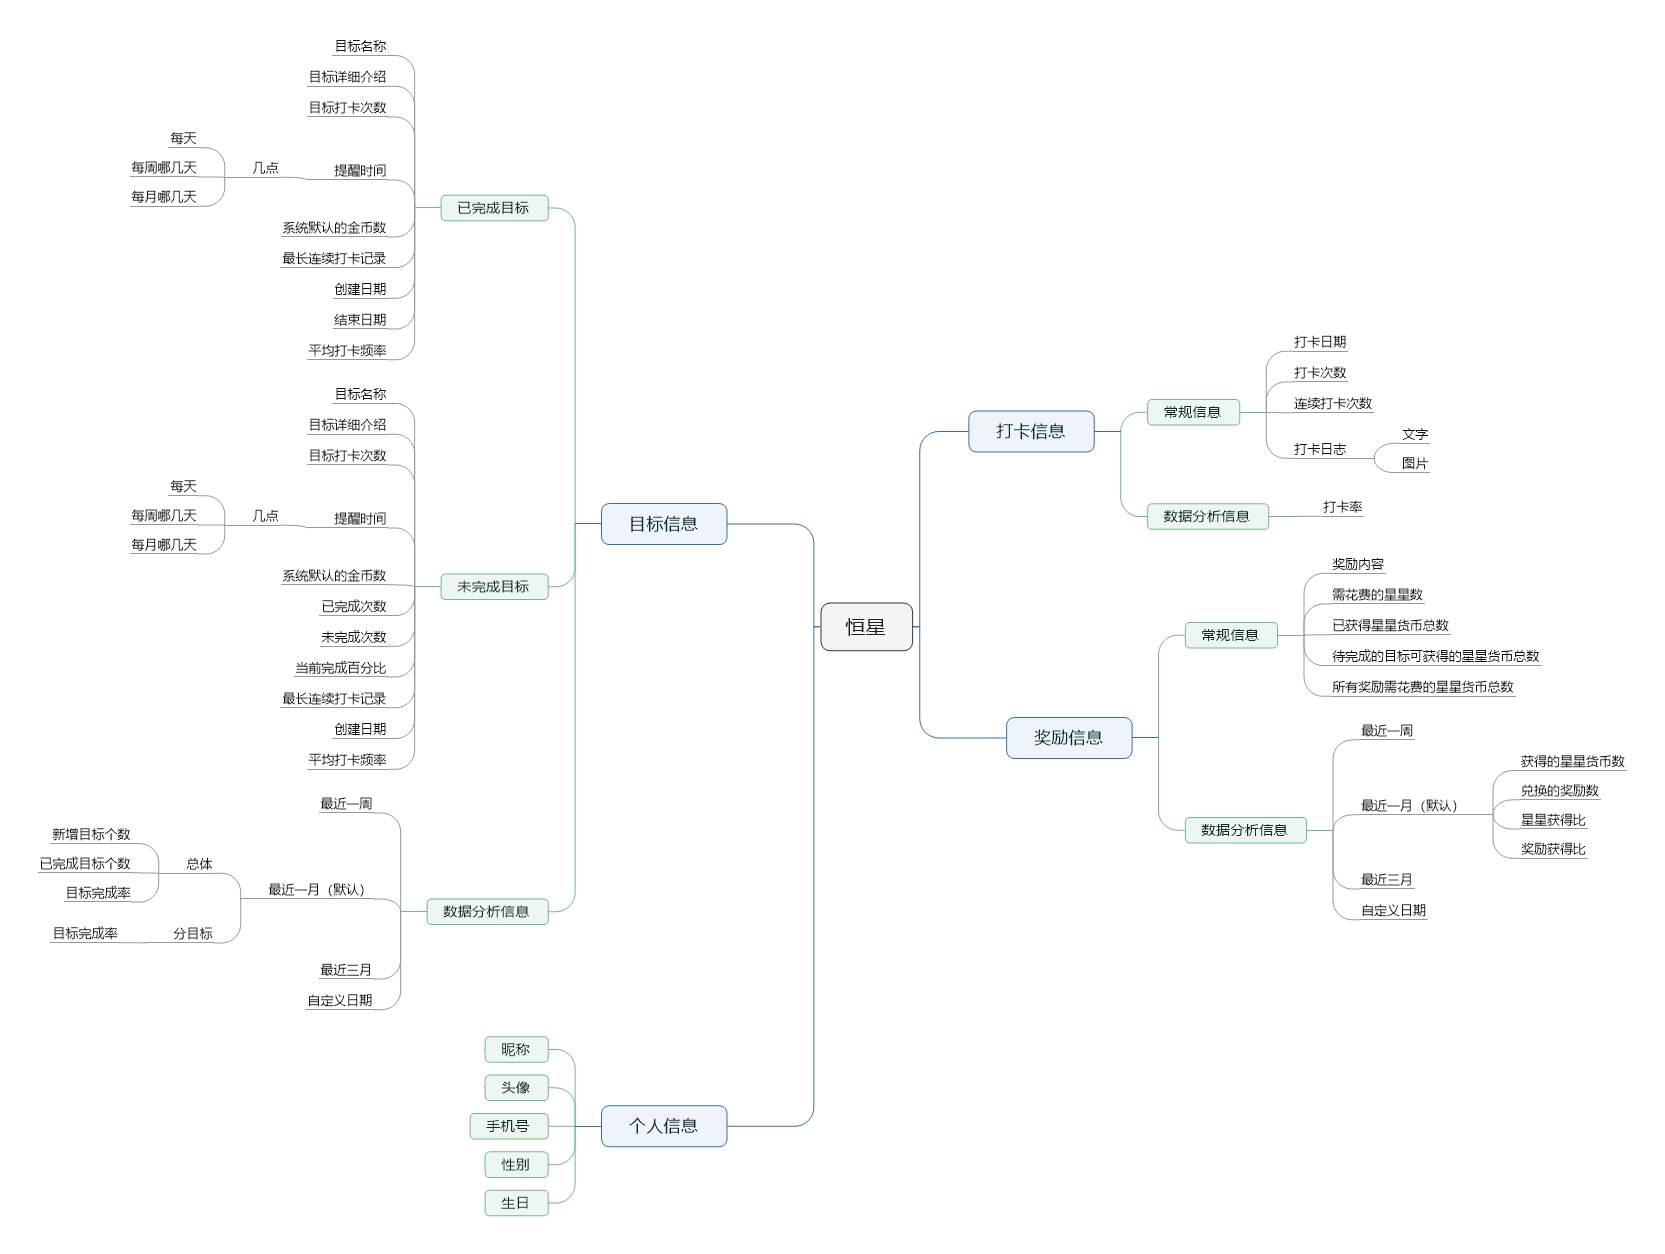 恒星
打卡信息
常规信息
打卡日期
打卡次数
连续打卡次数
打卡日志
文字
图片
数据分析信息
打卡率
奖励信息
常规信息
奖励内容
需花费的星星数
已获得星星货币总数
待完成的目标可获得的星星货币总数
所有奖励需花费的星星货币总数
数据分析信息
最近一周
最近一月（默认）
获得的星星货币数
兑换的奖励数
星星获得比
奖励获得比
最近三月
自定义日期
目标信息
已完成目标
目标名称
目标详细介绍
目标打卡次数
提醒时间
几点
每天
每周哪几天
每月哪几天
系统默认的金币数
最长连续打卡记录
创建日期
结束日期
平均打卡频率
未完成目标
目标名称
目标详细介绍
目标打卡次数
提醒时间
几点
每天
每周哪几天
每月哪几天
系统默认的金币数
已完成次数
未完成次数
当前完成百分比
最长连续打卡记录
创建日期
平均打卡频率
数据分析信息
最近一周
最近一月（默认）
总体
新增目标个数
已完成目标个数
目标完成率
分目标
目标完成率
最近三月
自定义日期
个人信息
昵称
头像
手机号
性别
生日